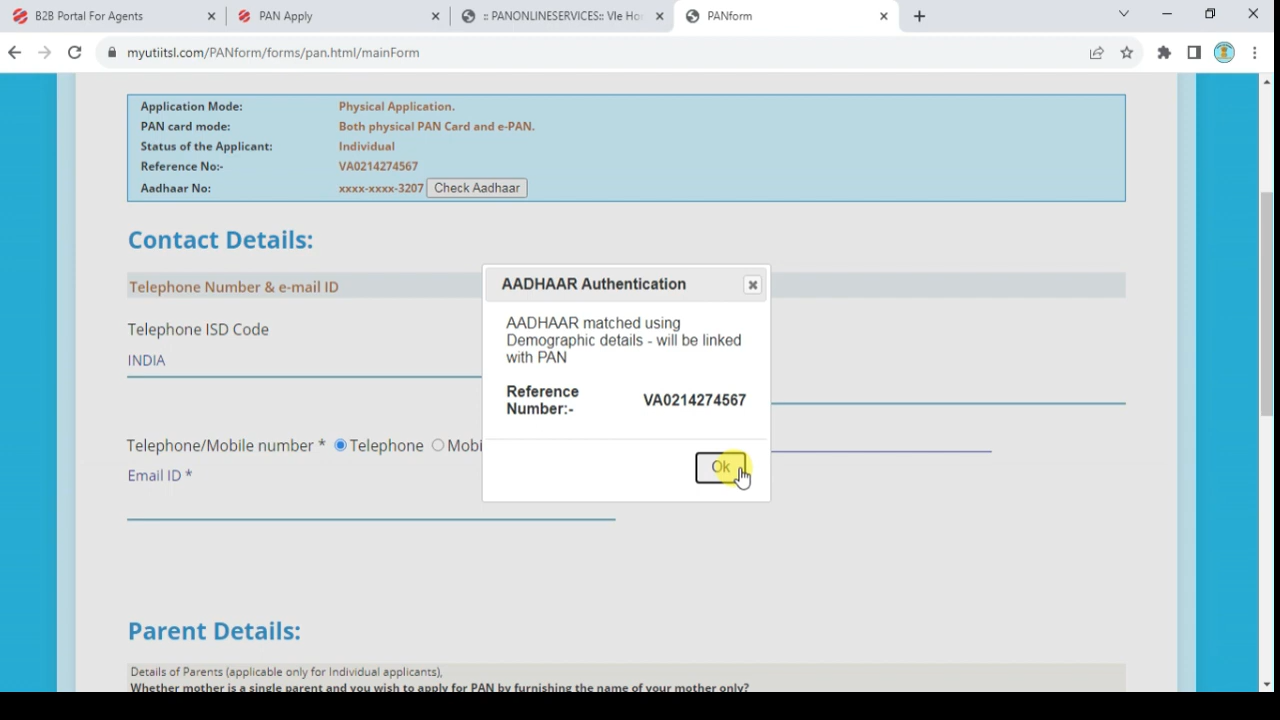 B2B Portal For Agents
PAN Apply
:: PANONLINESERVICES:: Vle Ho
PANform
myutiitsl.com/PANform/forms/pan.html/mainForm
Application Mode: Physical Application.
PAN card mode: Both physical PAN Card and e-PAN.
Status of the Applicant: Individual
Reference No:- VA0214274567
Aadhaar No: xxxx-xxxx-3207 Check Aadhaar
Contact Details:
Telephone Number & e-mail ID
Telephone ISD Code
INDIA
AADHAAR Authentication
AADHAAR matched using
Demographic details - will be linked
with PAN
Reference
Number:- VA0214274567
Ok
Telephone/Mobile number * Telephone Mobi
Email ID *
Parent Details:
Details of Parents (applicable only for Individual applicants),
Whether mother is a single parent and you wish to apply for PAN by furnishing the name of your mother only?